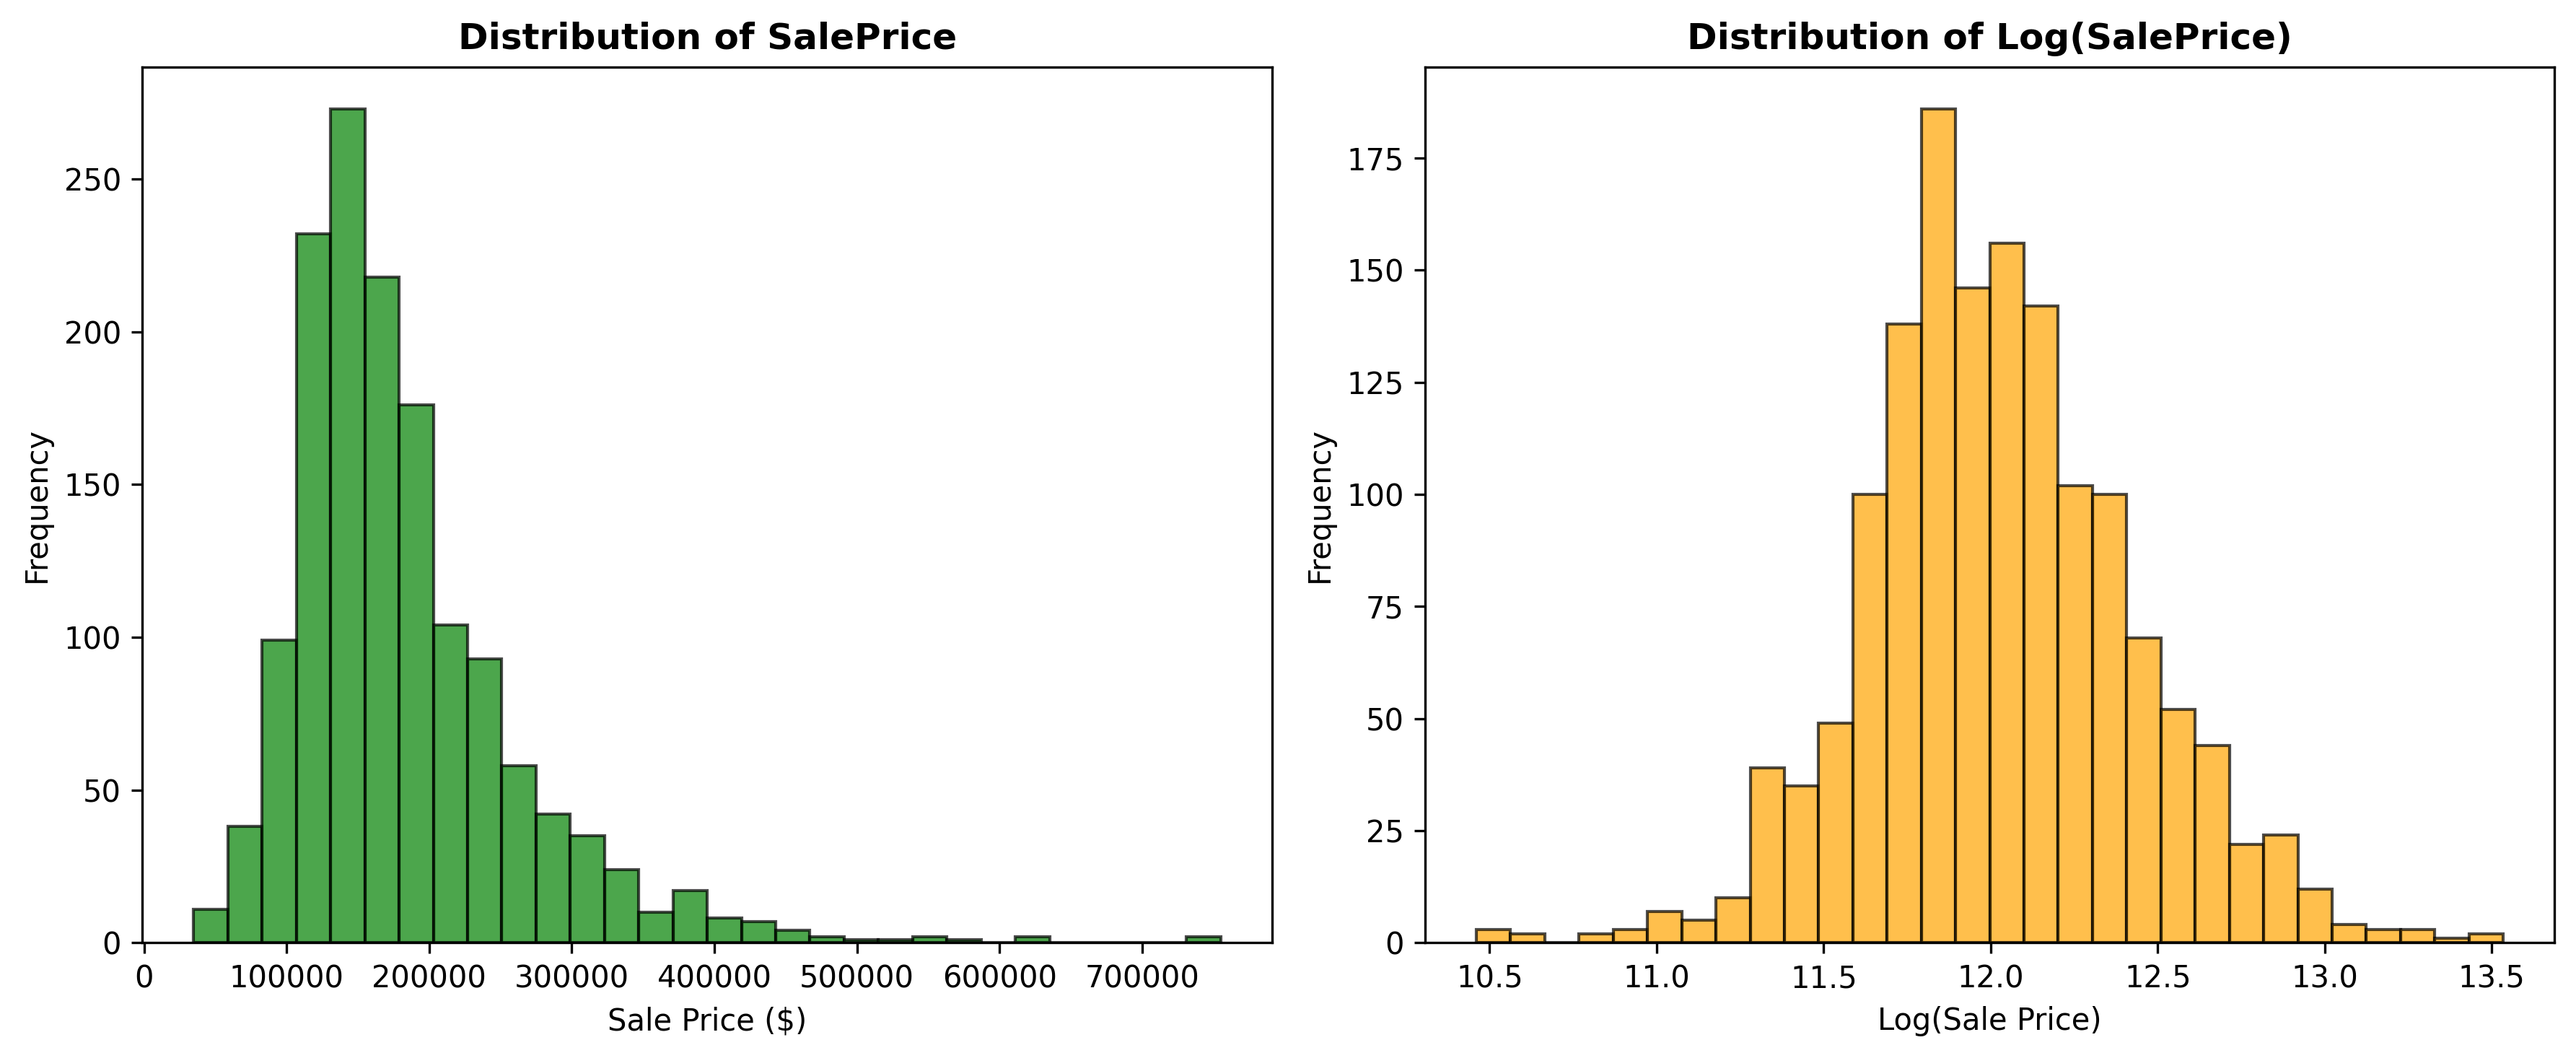 Distribution of SalePrice
Frequency
250
200
150
100
50
0
0 100000 200000 300000 400000 500000 600000 700000
Sale Price ($)
Distribution of Log(SalePrice)
Frequency
175
150
125
100
75
50
25
0
10.5 11.0 11.5 12.0 12.5 13.0 13.5
Log(Sale Price)